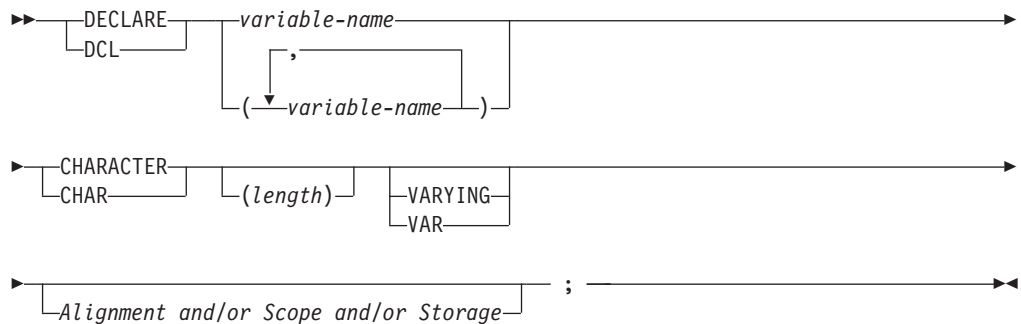 DECLARE variable-name
DCL ,
( variable-name )
CHARACTER
CHAR (length) VARYING
VAR
;
Alignment and/or Scope and/or Storage